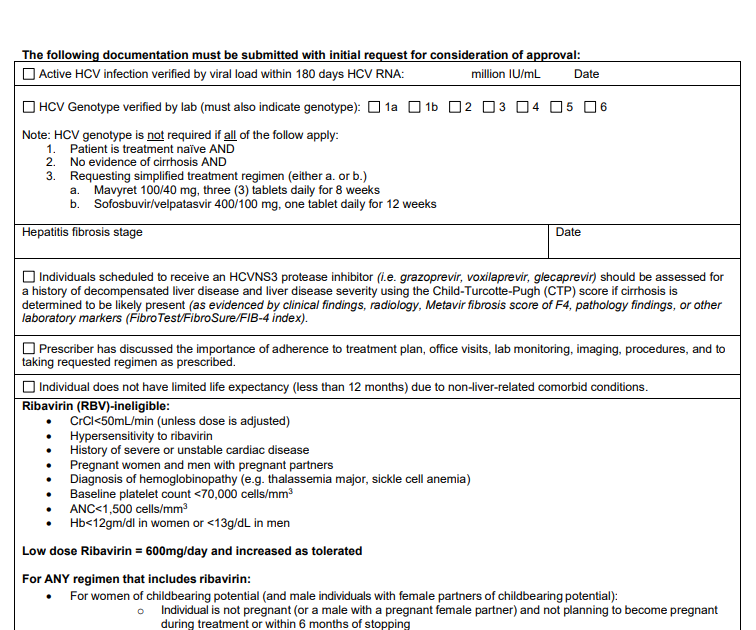 The following documentation must be submitted with initial request for consideration of approval:
☐ Active HCV infection verified by viral load within 180 days HCV RNA: million IU/mL Date
☐ HCV Genotype verified by lab (must also indicate genotype): ☐ 1a ☐ 1b ☐ 2 ☐ 3 ☐ 4 ☐ 5 ☐ 6
Note: HCV genotype is not required if all of the follow apply:
1. Patient is treatment naïve AND
2. No evidence of cirrhosis AND
3. Requesting simplified treatment regimen (either a. or b.)
a. Mavyret 100/40 mg, three (3) tablets daily for 8 weeks
b. Sofosbuvir/velpatasvir 400/100 mg, one tablet daily for 12 weeks
Hepatitis fibrosis stage Date
☐ Individuals scheduled to receive an HCVNS3 protease inhibitor (i.e. grazoprevir, voxilaprevir, glecaprevir) should be assessed for
a history of decompensated liver disease and liver disease severity using the Child-Turcotte-Pugh (CTP) score if cirrhosis is
determined to be likely present (as evidenced by clinical findings, radiology, Metavir fibrosis score of F4, pathology findings, or other
laboratory markers (FibroTest/FibroSure/FIB-4 index).
☐ Prescriber has discussed the importance of adherence to treatment plan, office visits, lab monitoring, imaging, procedures, and to
taking requested regimen as prescribed.
☐ Individual does not have limited life expectancy (less than 12 months) due to non-liver-related comorbid conditions.
Ribavirin (RBV)-ineligible:
• CrCl<50mL/min (unless dose is adjusted)
• Hypersensitivity to ribavirin
• History of severe or unstable cardiac disease
• Pregnant women and men with pregnant partners
• Diagnosis of hemoglobinopathy (e.g. thalassemia major, sickle cell anemia)
• Baseline platelet count <70,000 cells/mm³
• ANC<1,500 cells/mm³
• Hb<12gm/dl in women or <13g/dL in men
Low dose Ribavirin = 600mg/day and increased as tolerated
For ANY regimen that includes ribavirin:
• For women of childbearing potential (and male individuals with female partners of childbearing potential):
o Individual is not pregnant (or a male with a pregnant female partner) and not planning to become pregnant
during treatment or within 6 months of stopping